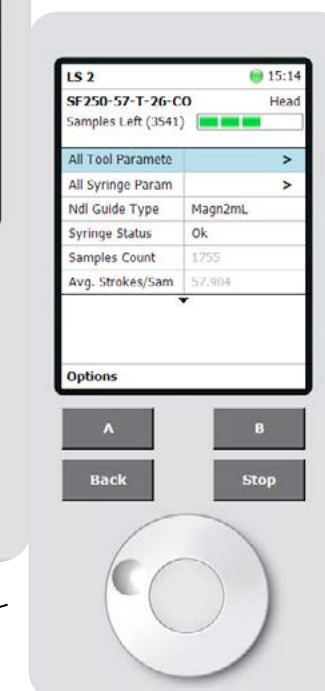 LS 2 15:14
SF250-57-T-26-CO Head
Samples Left (3541)
All Tool Paramete >
All Syringe Param >
Ndl Guide Type Magn2mL
Syringe Status Ok
Samples Count 1755
Avg. Strokes/Sam 57.904
Options
A B
Back Stop